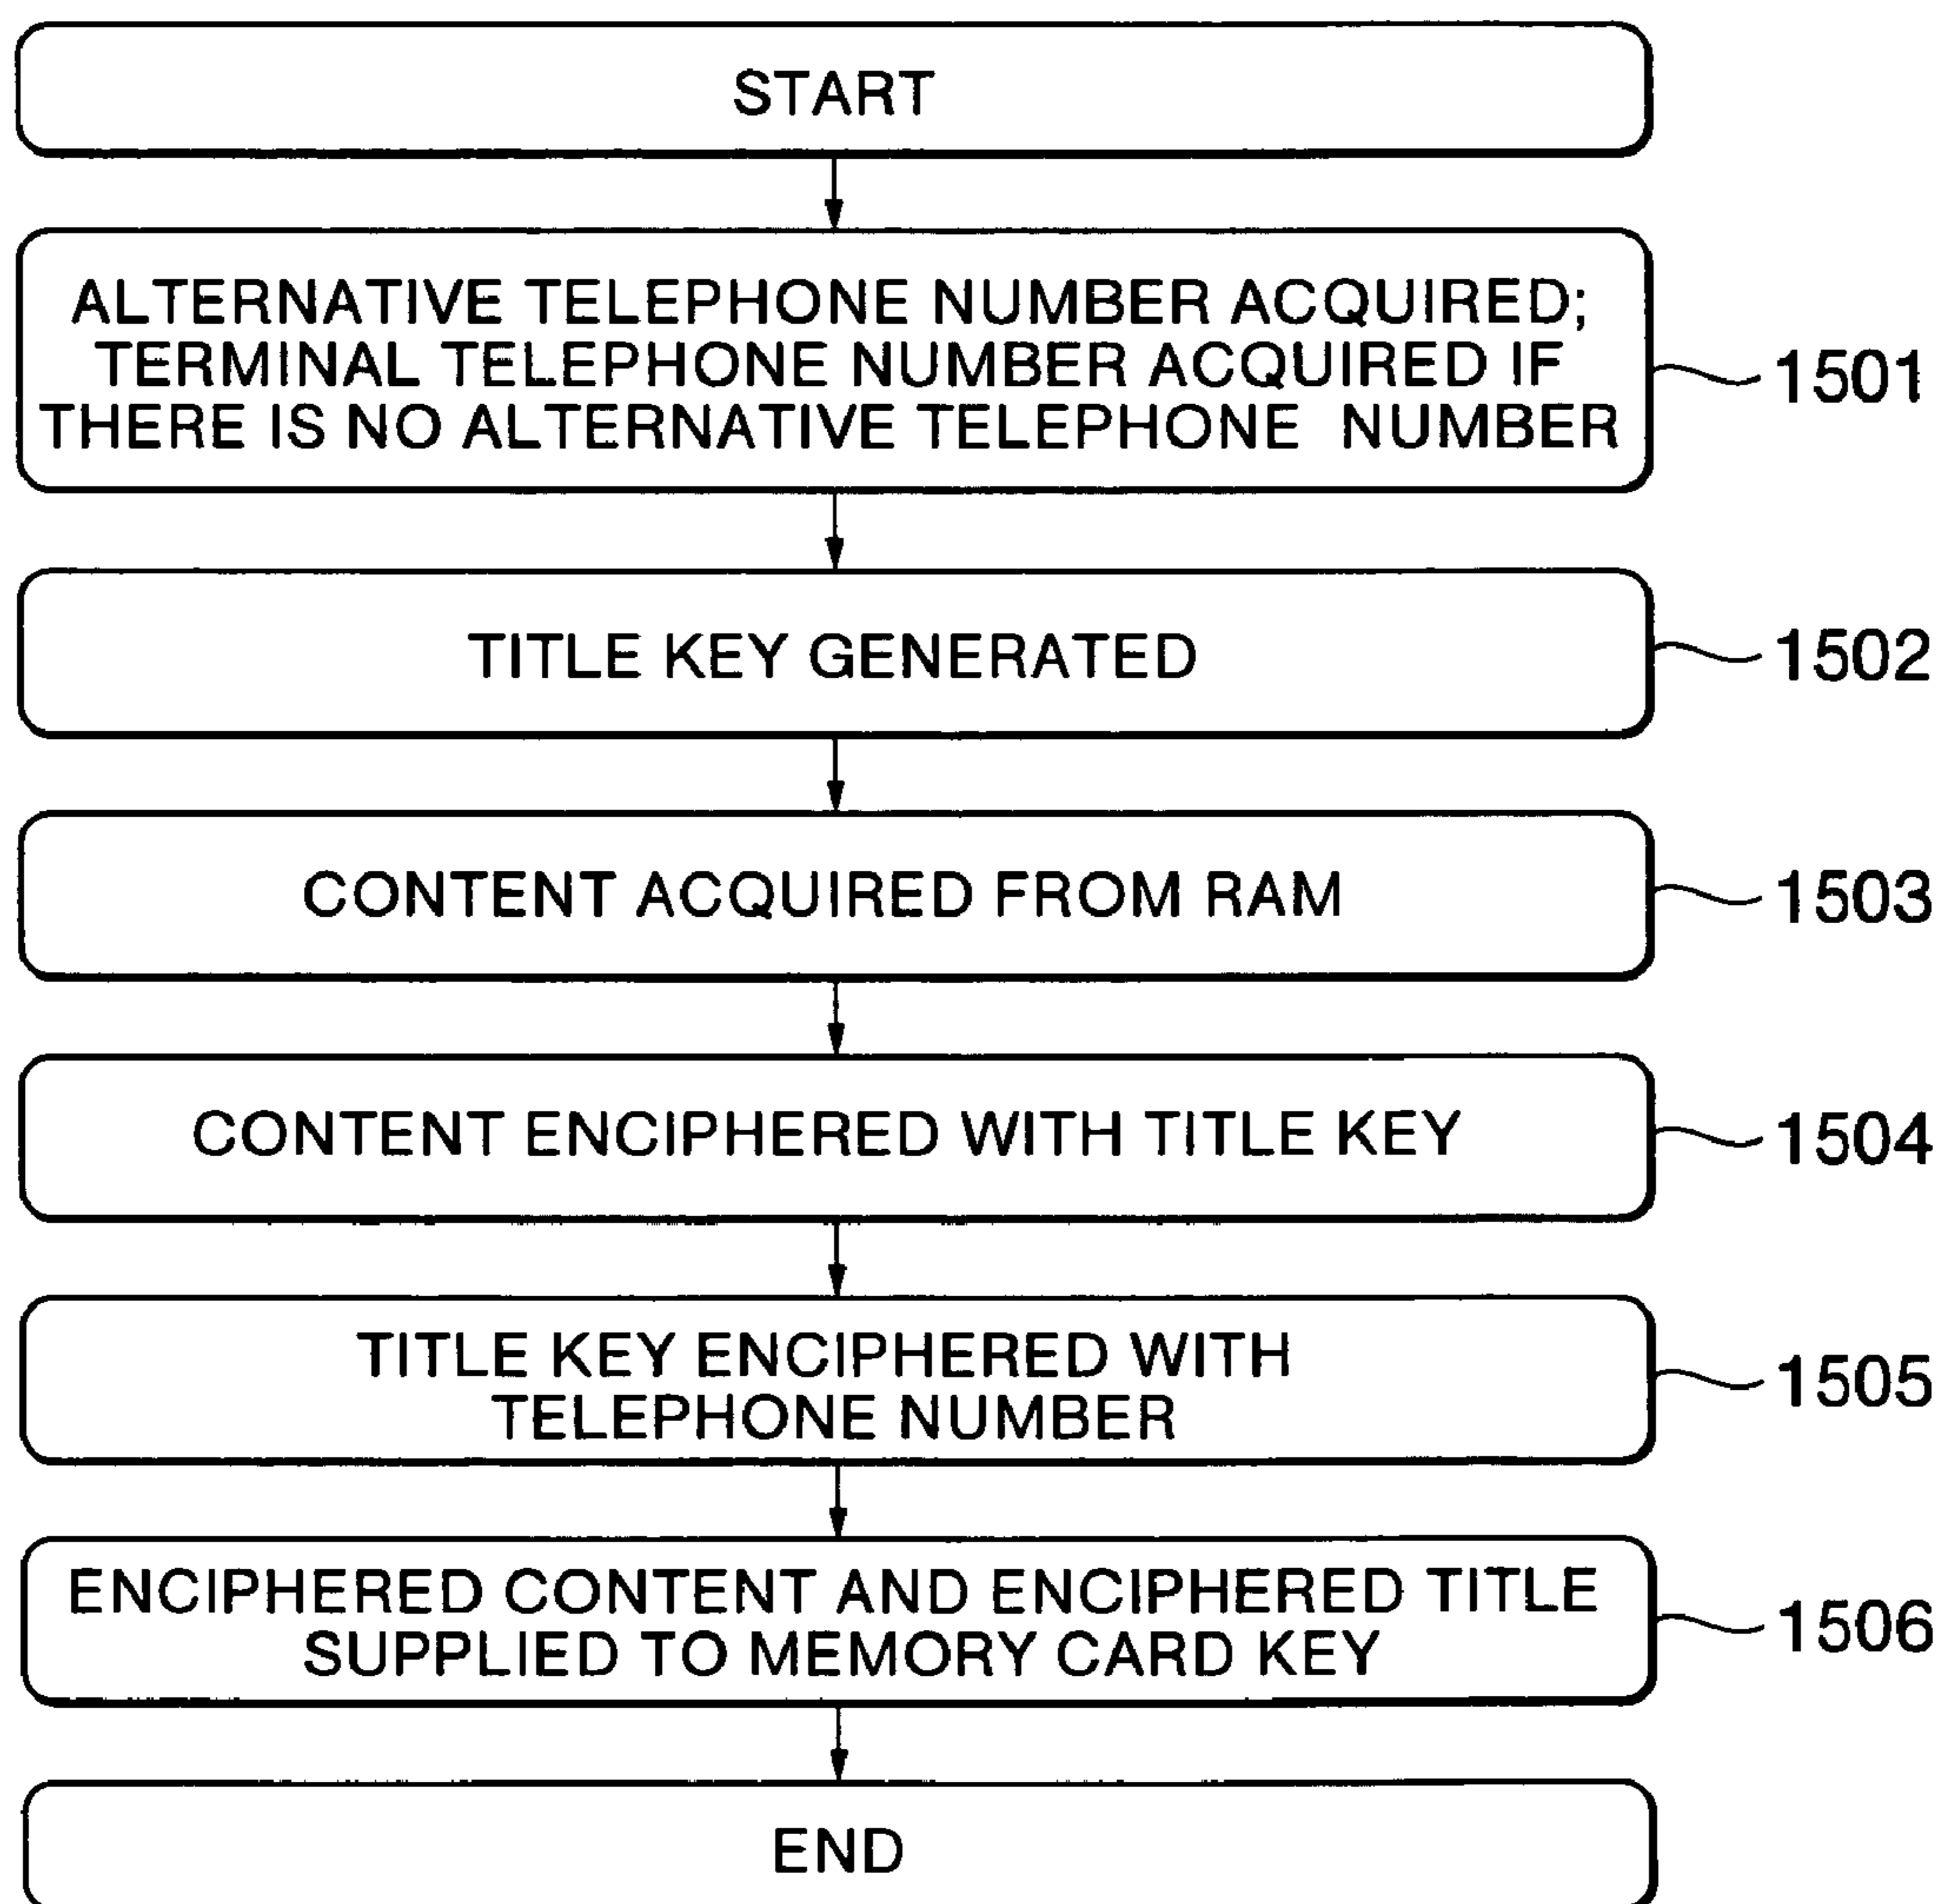 START
ALTERNATIVE TELEPHONE NUMBER ACQUIRED;
TERMINAL TELEPHONE NUMBER ACQUIRED IF
THERE IS NO ALTERNATIVE TELEPHONE NUMBER
1501
TITLE KEY GENERATED
1502
CONTENT ACQUIRED FROM RAM
1503
CONTENT ENCIPHERED WITH TITLE KEY
1504
TITLE KEY ENCIPHERED WITH
TELEPHONE NUMBER
1505
ENCIPHERED CONTENT AND ENCIPHERED TITLE
SUPPLIED TO MEMORY CARD KEY
1506
END